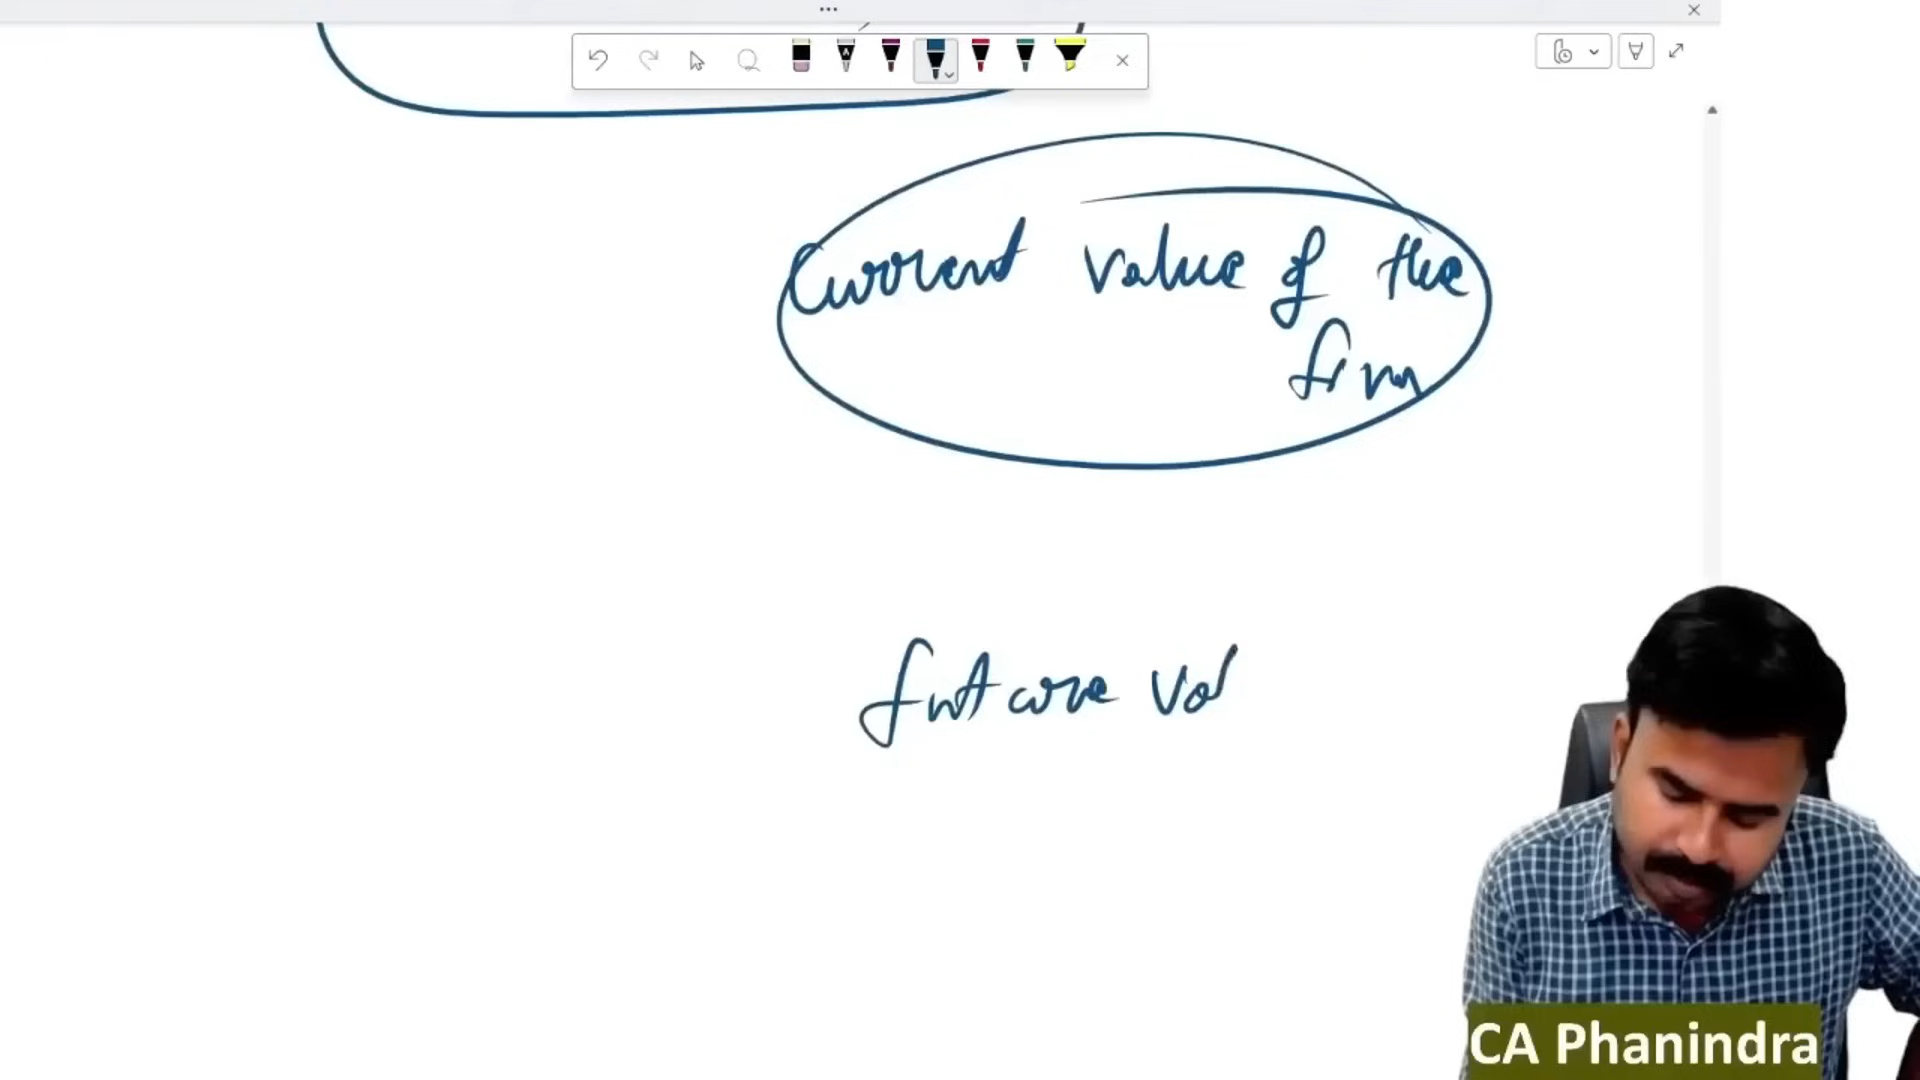 Current value of the
firm
future val
CA Phanindra